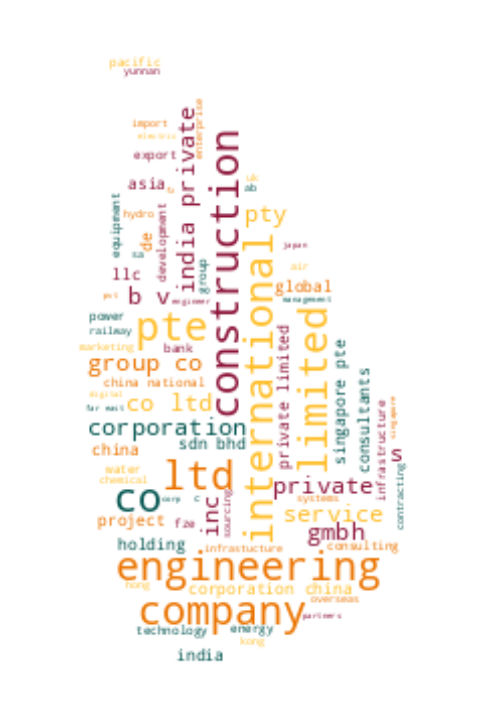 pacific
yunnan
import
electric
export
enterprise
india private
construction
asia
uk
ab
equipment
hydro
development
pty
de
sa
japan
llc
group
air
b v
engineer
global
management
pvt
power
pte
international
limited
railway
marketing
bank
private limited
singapore pte
group co
china national
consultants
digital
far east
co ltd
infrastructure
singapore
corporation
sdn bhd
china
s
water
chemical
ltd
private
contracting
co
corp
c
inc
sourcing
systems
service
project
fze
gmbh
holding
infrastucture
consulting
engineering
hong
corporation china
overseas
company
partners
technology
energy
kong
india